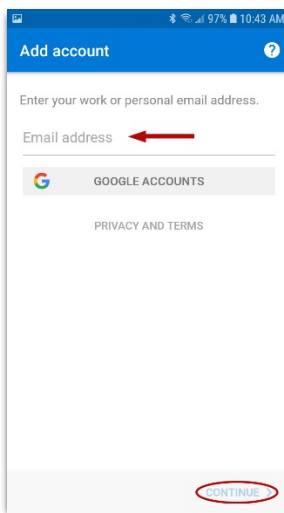 97% 10:43 AM
Add account ?
Enter your work or personal email address.
Email address
G GOOGLE ACCOUNTS
PRIVACY AND TERMS
CONTINUE >